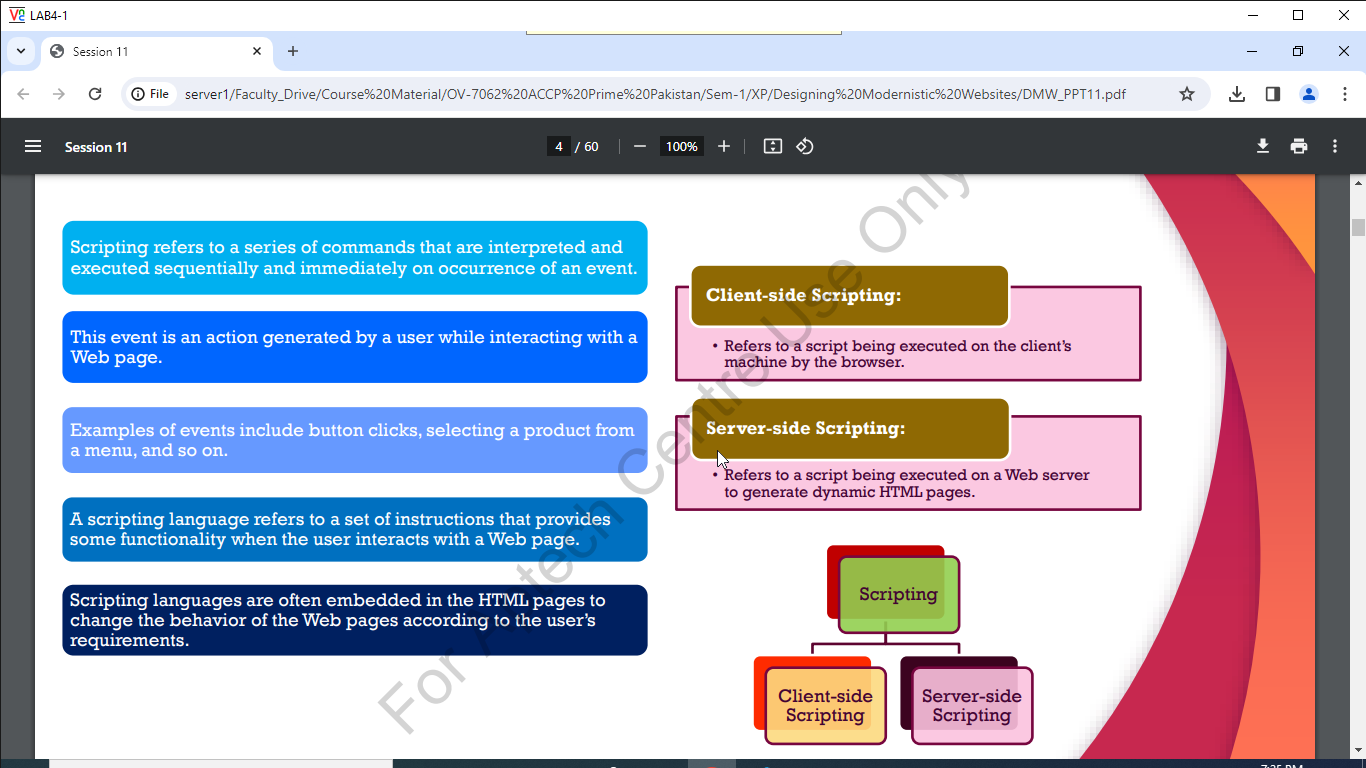 LAB4-1
Session 11
File
server1/Faculty_Drive/Course%20Material/OV-7062%20ACCP%20Prime%20Pakistan/Sem-1/XP/Designing%20Modernistic%20Websites/DMW_PPT11.pdf
Session 11
4 / 60
100%
Scripting refers to a series of commands that are interpreted and
executed sequentially and immediately on occurrence of an event.
This event is an action generated by a user while interacting with a
Web page.
Examples of events include button clicks, selecting a product from
a menu, and so on.
A scripting language refers to a set of instructions that provides
some functionality when the user interacts with a Web page.
Scripting languages are often embedded in the HTML pages to
change the behavior of the Web pages according to the user's
requirements.
Client-side Scripting:
• Refers to a script being executed on the client's
machine by the browser.
Server-side Scripting:
• Refers to a script being executed on a Web server
to generate dynamic HTML pages.
Scripting
Client-side
Scripting
Server-side
Scripting
For Aptech Centre Use Only